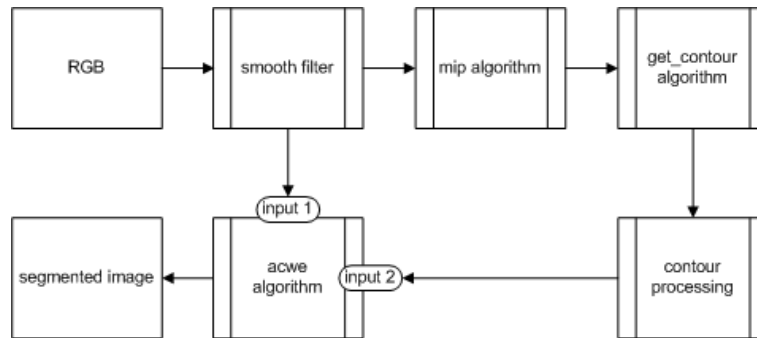 RGB
smooth filter
mip algorithm
get_contour
algorithm
input 1
segmented image
acwe
algorithm
input 2
contour
processing